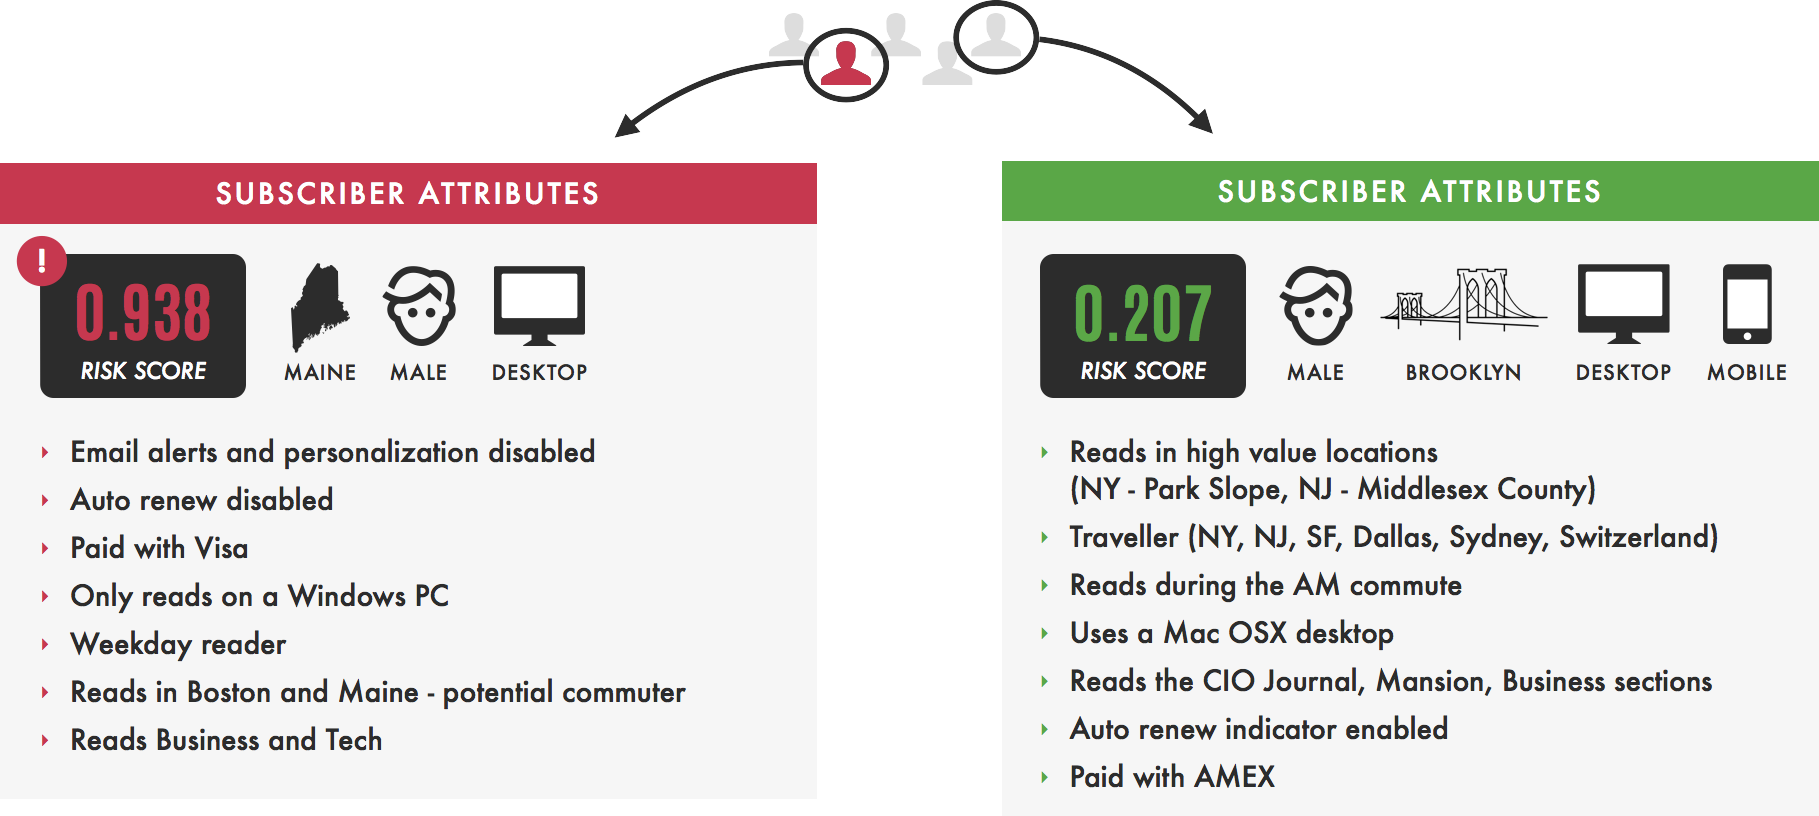 SUBSCRIBER ATTRIBUTES
!
0.938
RISK SCORE
MAINE
MALE
DESKTOP
Email alerts and personalization disabled
Auto renew disabled
Paid with Visa
Only reads on a Windows PC
Weekday reader
Reads in Boston and Maine - potential commuter
Reads Business and Tech
SUBSCRIBER ATTRIBUTES
0.207
RISK SCORE
MALE
BROOKLYN
DESKTOP
MOBILE
Reads in high value locations
(NY - Park Slope, NJ - Middlesex County)
Traveller (NY, NJ, SF, Dallas, Sydney, Switzerland)
Reads during the AM commute
Uses a Mac OSX desktop
Reads the CIO Journal, Mansion, Business sections
Auto renew indicator enabled
Paid with AMEX